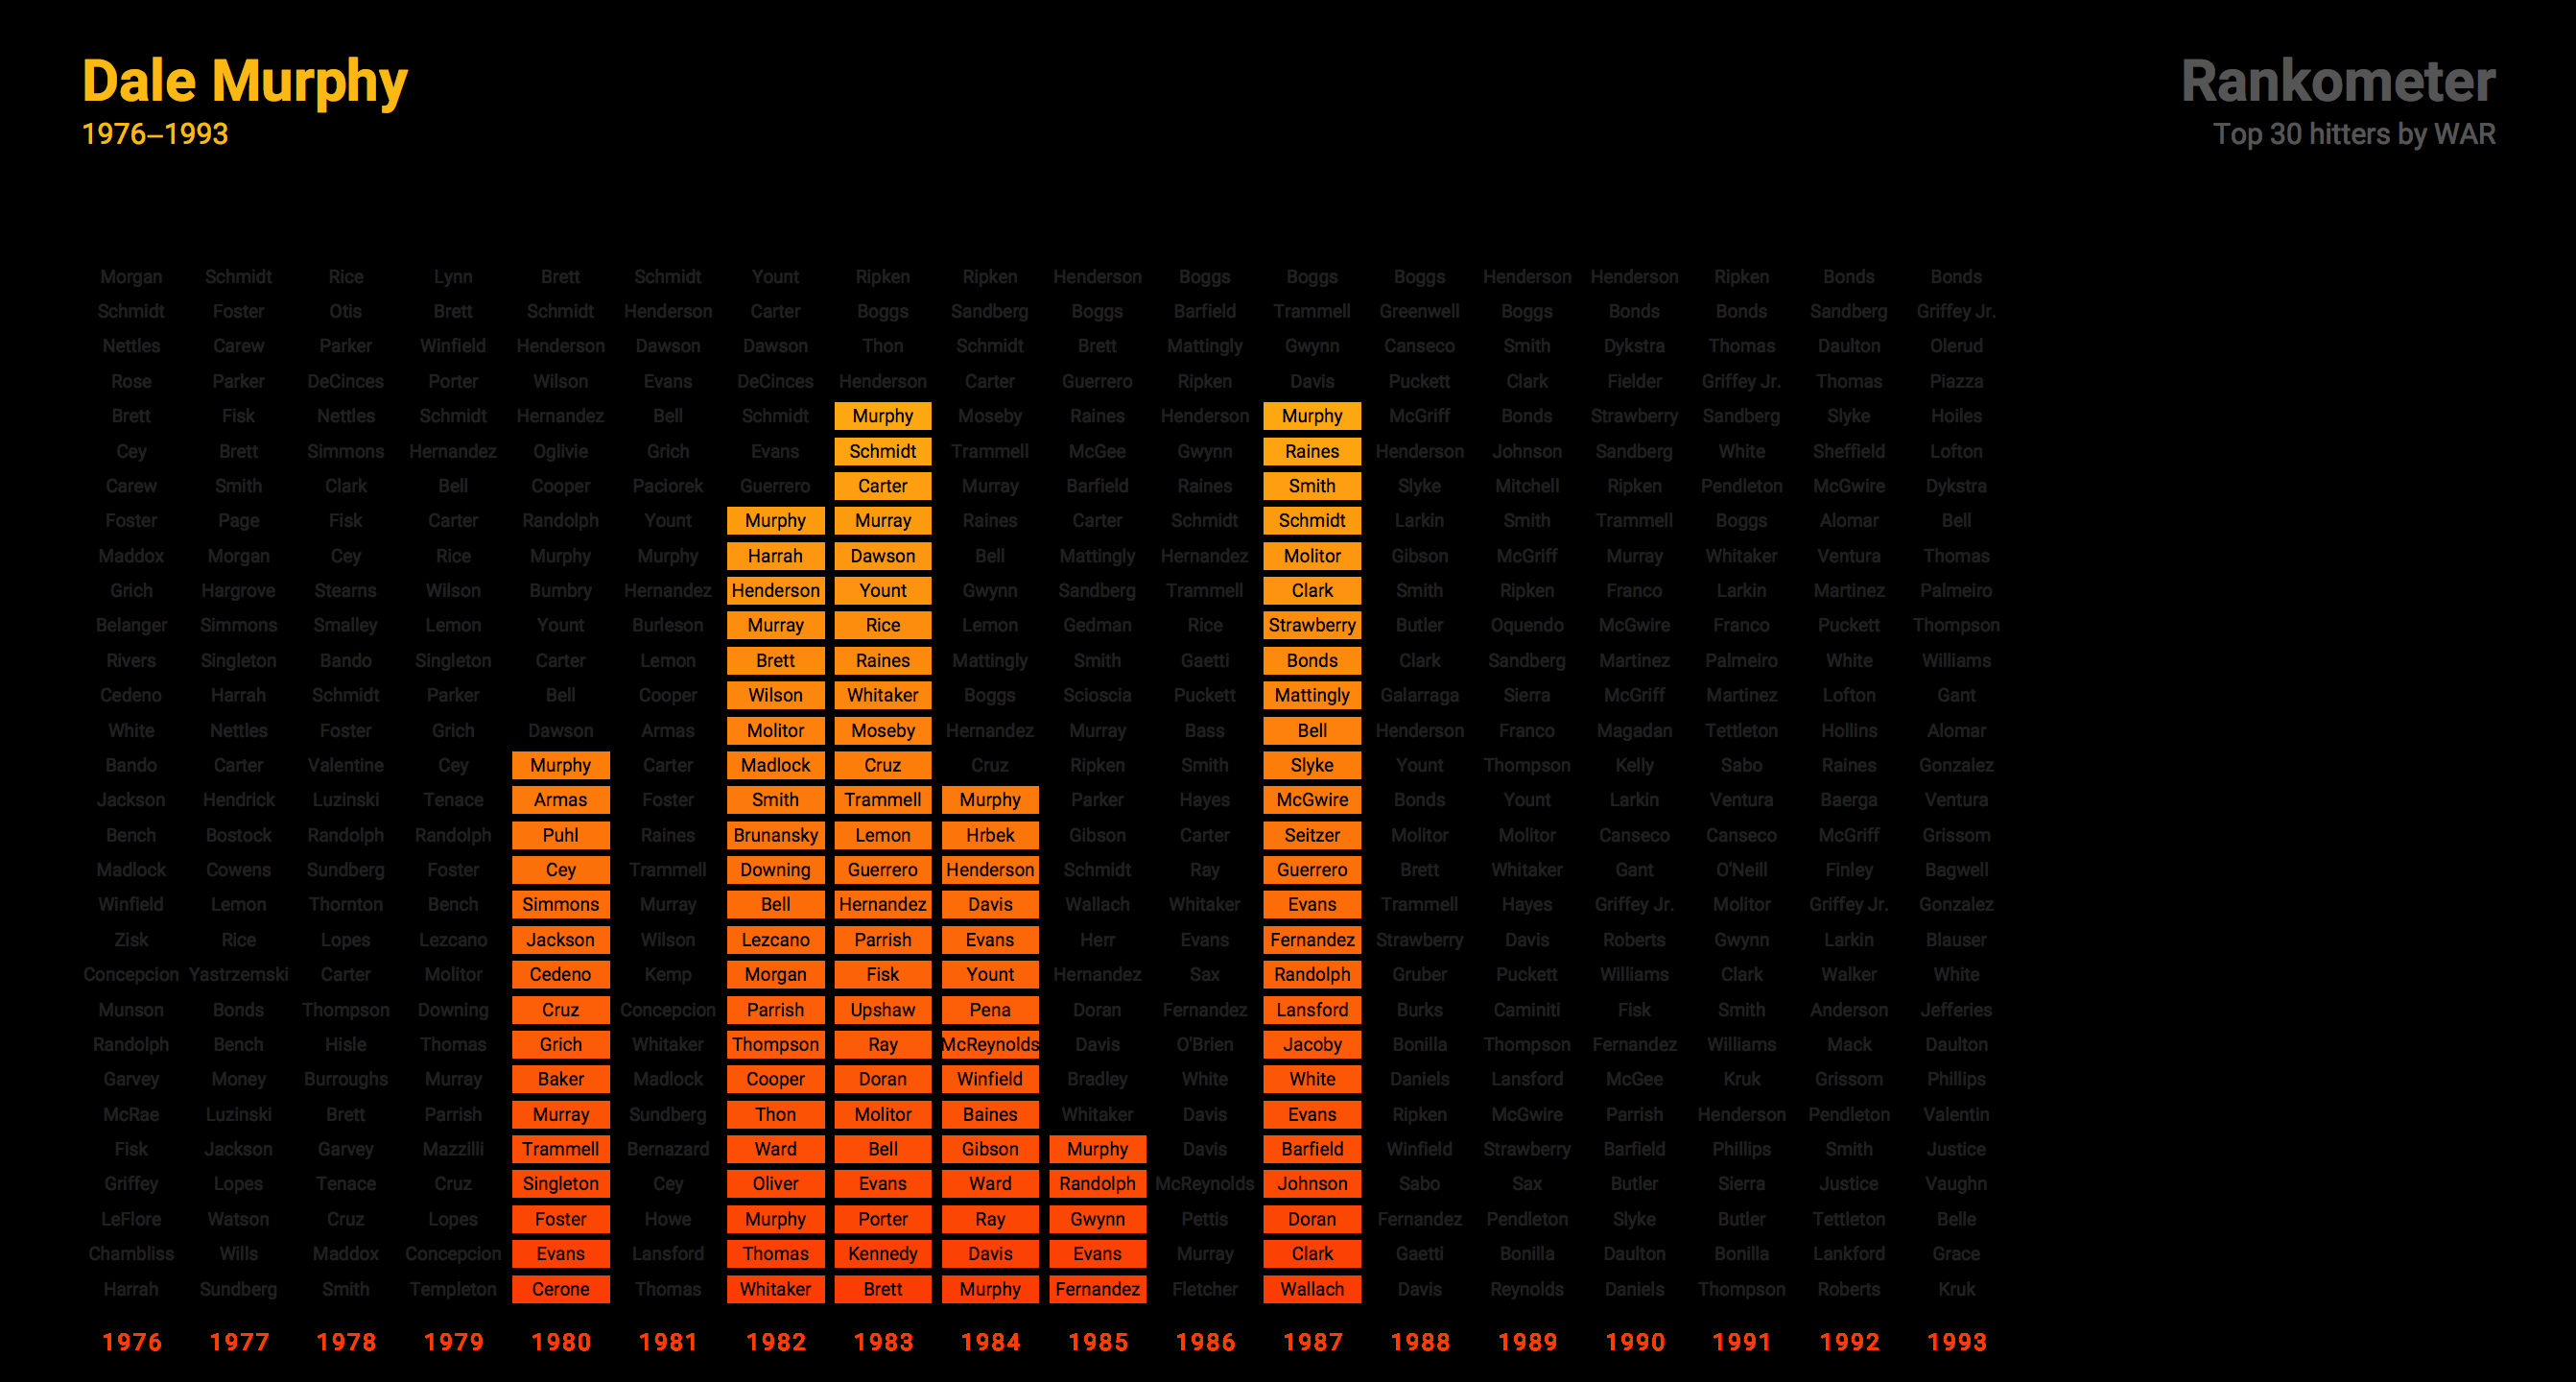 Dale Murphy
1976–1993
Rankometer
Top 30 hitters by WAR
Morgan Schmidt Rice Lynn Brett Schmidt Yount Ripken Ripken Henderson Boggs Boggs Boggs Henderson Henderson Ripken Bonds Bonds
Schmidt Foster Otis Brett Schmidt Henderson Carter Boggs Sandberg Boggs Barfield Trammell Greenwell Boggs Bonds Bonds Sandberg Griffey Jr.
Nettles Carew Parker Winfield Henderson Dawson Dawson Thon Schmidt Brett Mattingly Gwynn Canseco Smith Dykstra Thomas Daulton Olerud
Rose Parker DeCinces Porter Wilson Evans DeCinces Henderson Carter Guerrero Ripken Davis Puckett Clark Fielder Griffey Jr. Thomas Piazza
Brett Fisk Nettles Schmidt Hernandez Bell Schmidt Murphy Moseby Raines Henderson Murphy McGriff Bonds Strawberry Sandberg Slyke Hoiles
Cey Brett Simmons Hernandez Oglivie Grich Evans Schmidt Trammell McGee Gwynn Raines Henderson Johnson Sandberg White Sheffield Lofton
Carew Smith Clark Bell Cooper Paciorek Guerrero Carter Murray Barfield Raines Smith Slyke Mitchell Ripken Pendleton McGwire Dykstra
Foster Page Fisk Carter Randolph Yount Murphy Murray Raines Carter Schmidt Schmidt Larkin Smith Trammell Boggs Alomar Bell
Maddox Morgan Cey Rice Murphy Murphy Harrah Dawson Bell Mattingly Hernandez Molitor Gibson McGriff Murray Whitaker Ventura Thomas
Grich Hargrove Stearns Wilson Bumbry Hernandez Henderson Yount Gwynn Sandberg Trammell Clark Smith Ripken Franco Larkin Martinez Palmeiro
Belanger Simmons Smalley Lemon Yount Burleson Murray Rice Lemon Gedman Rice Strawberry Butler Oquendo McGwire Franco Puckett Thompson
Rivers Singleton Bando Singleton Carter Lemon Brett Raines Mattingly Smith Gaetti Bonds Clark Sandberg Martinez Palmeiro White Williams
Cedeno Harrah Schmidt Parker Bell Cooper Wilson Whitaker Boggs Scioscia Puckett Mattingly Galarraga Sierra McGriff Martinez Lofton Gant
White Nettles Foster Grich Dawson Armas Molitor Moseby Hernandez Murray Bass Bell Henderson Franco Magadan Tettleton Hollins Alomar
Bando Carter Valentine Cey Murphy Carter Madlock Cruz Cruz Ripken Smith Slyke Yount Thompson Kelly Sabo Raines Gonzalez
Jackson Hendrick Luzinski Tenace Armas Foster Smith Trammell Murphy Parker Hayes McGwire Bonds Yount Larkin Ventura Baerga Ventura
Bench Bostock Randolph Randolph Puhl Raines Brunansky Lemon Hrbek Gibson Carter Seitzer Molitor Molitor Canseco Canseco McGriff Grissom
Madlock Cowens Sundberg Foster Cey Trammell Downing Guerrero Henderson Schmidt Ray Guerrero Brett Whitaker Gant O'Neill Finley Bagwell
Winfield Lemon Thornton Bench Simmons Murray Bell Hernandez Davis Wallach Whitaker Evans Trammell Hayes Griffey Jr. Molitor Griffey Jr. Gonzalez
Zisk Rice Lopes Lezcano Jackson Wilson Lezcano Parrish Evans Herr Evans Fernandez Strawberry Davis Roberts Gwynn Larkin Blauser
Concepcion Yastrzemski Carter Molitor Cedeno Kemp Morgan Fisk Yount Hernandez Sax Randolph Gruber Puckett Williams Clark Walker White
Munson Bonds Thompson Downing Cruz Concepcion Parrish Upshaw Pena Doran Fernandez Lansford Burks Caminiti Fisk Smith Anderson Jefferies
Randolph Bench Hisle Thomas Grich Whitaker Thompson Ray McReynolds Davis O'Brien Jacoby Bonilla Thompson Fernandez Williams Mack Daulton
Garvey Money Burroughs Murray Baker Madlock Cooper Doran Winfield Bradley White White Daniels Lansford McGee Kruk Grissom Phillips
McRae Luzinski Brett Parrish Murray Sundberg Thon Molitor Baines Whitaker Davis Evans Ripken McGwire Parrish Henderson Pendleton Valentin
Fisk Jackson Garvey Mazzilli Trammell Bernazard Ward Bell Gibson Murphy Davis Barfield Winfield Strawberry Barfield Phillips Smith Justice
Griffey Lopes Tenace Cruz Singleton Cey Oliver Evans Ward Randolph McReynolds Johnson Sabo Sax Butler Sierra Justice Vaughn
LeFlore Watson Cruz Lopes Foster Howe Murphy Porter Ray Gwynn Pettis Doran Fernandez Pendleton Slyke Butler Tettleton Belle
Chambliss Wills Maddox Concepcion Evans Lansford Thomas Kennedy Davis Evans Murray Clark Gaetti Bonilla Daulton Bonilla Lankford Grace
Harrah Sundberg Smith Templeton Cerone Thomas Whitaker Brett Murphy Fernandez Fletcher Wallach Davis Reynolds Daniels Thompson Roberts Kruk
1976 1977 1978 1979 1980 1981 1982 1983 1984 1985 1986 1987 1988 1989 1990 1991 1992 1993